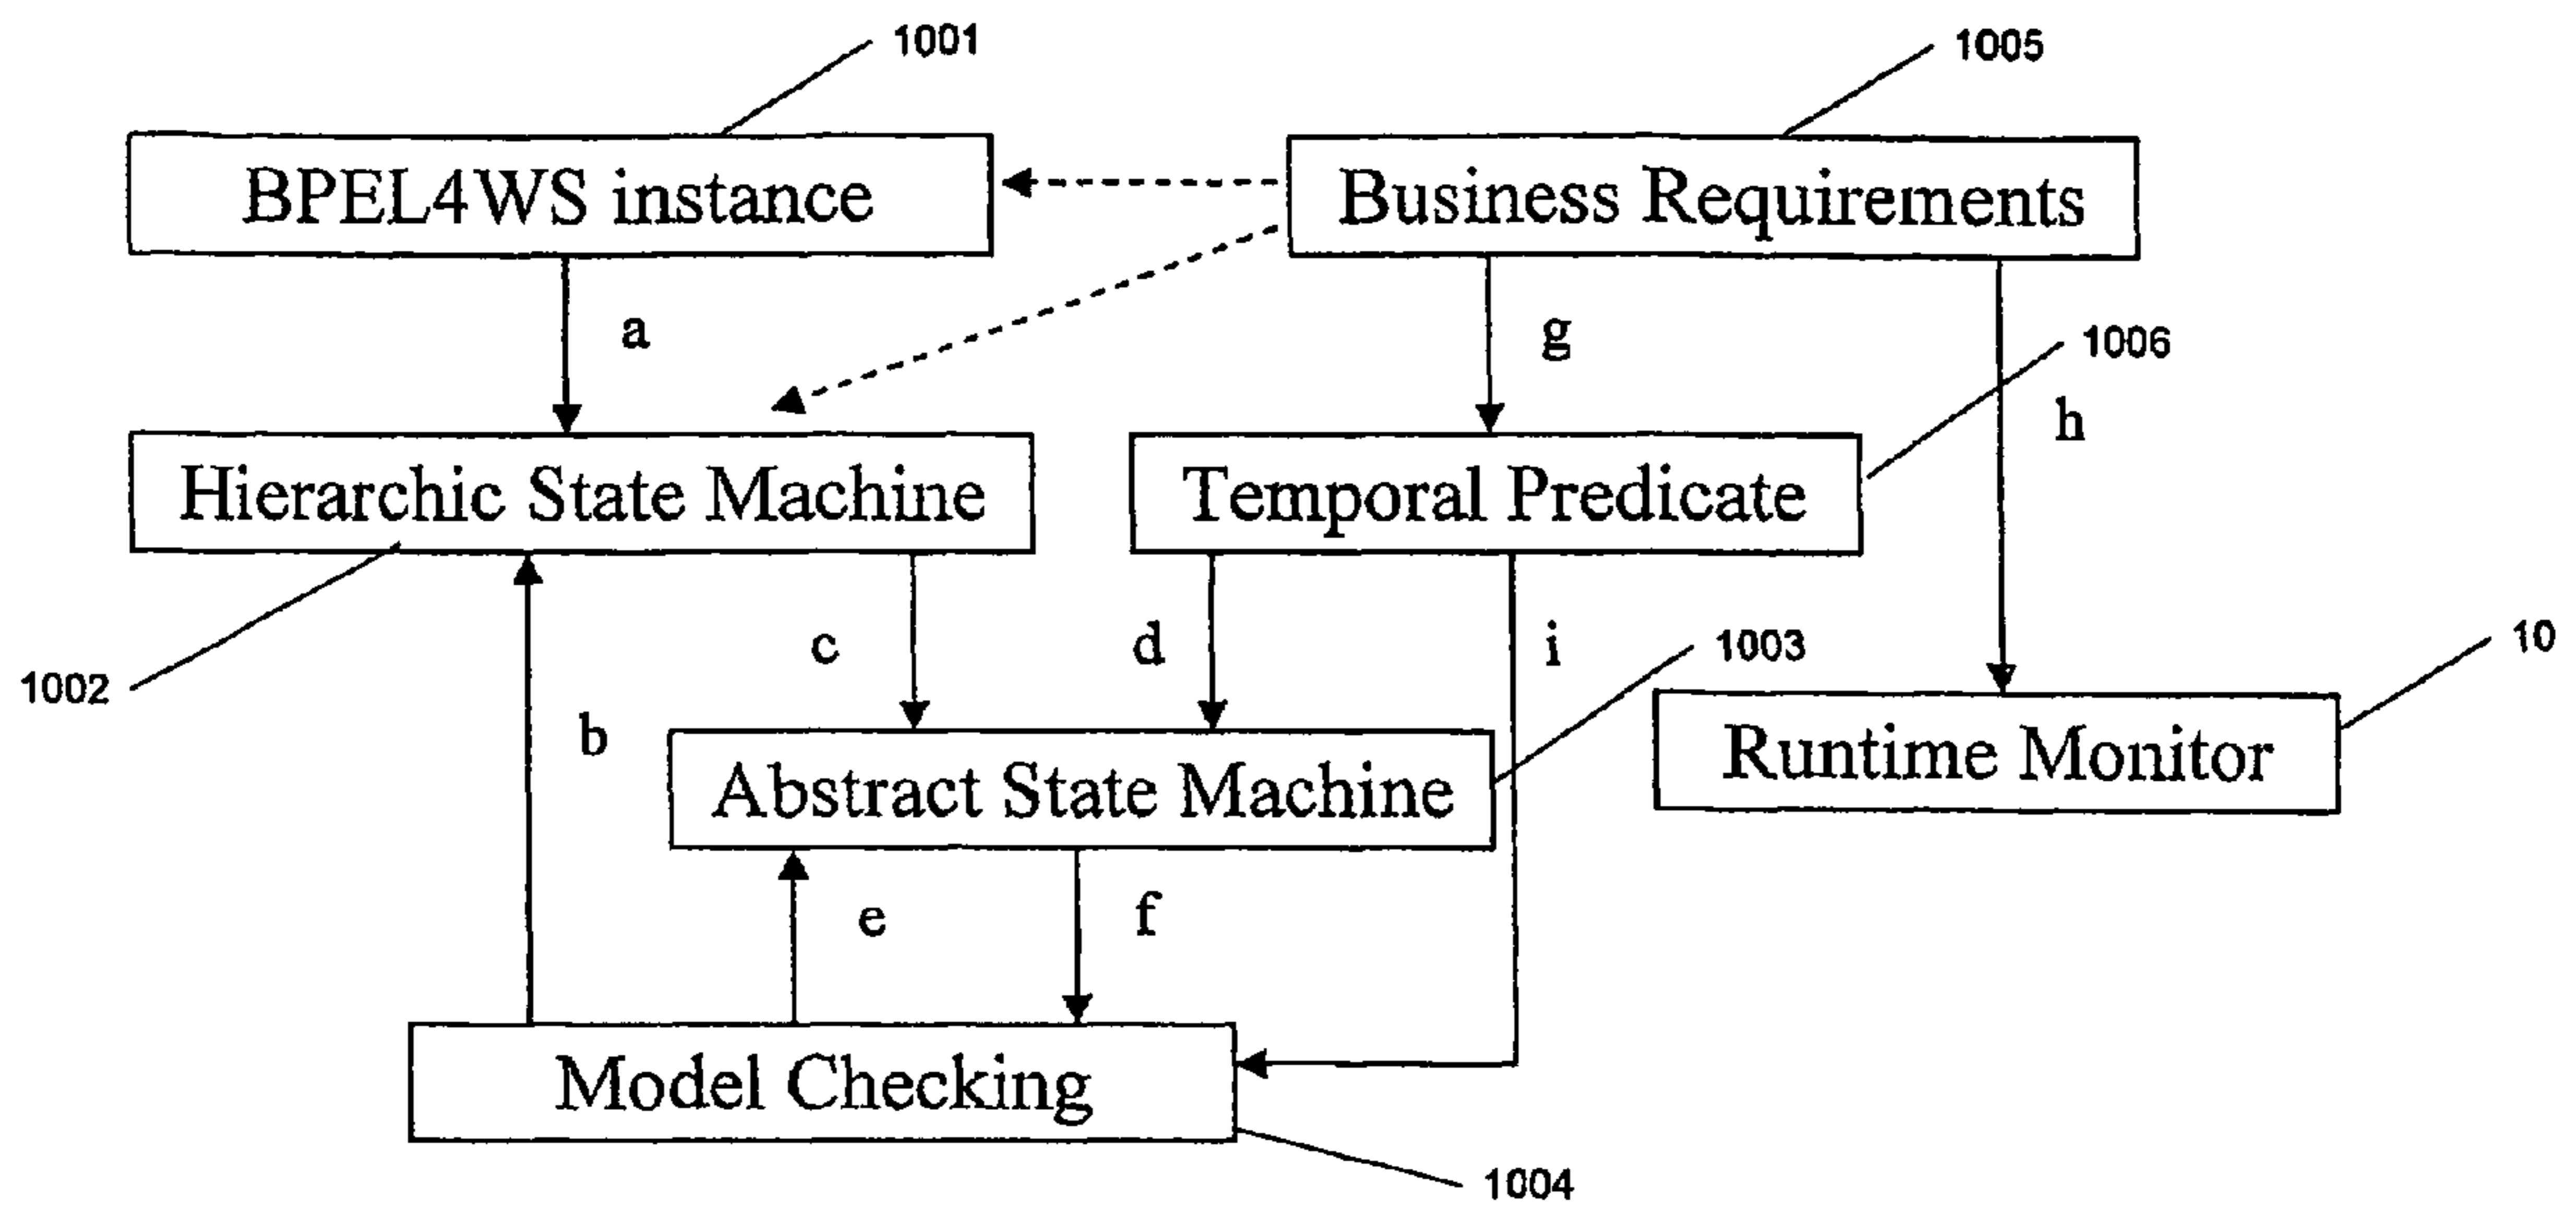 1001
1005
BPEL4WS instance
Business Requirements
a
g
1006
h
Hierarchic State Machine
Temporal Predicate
1002
c
d
i
1003
10
b
Abstract State Machine
Runtime Monitor
e
f
Model Checking
1004